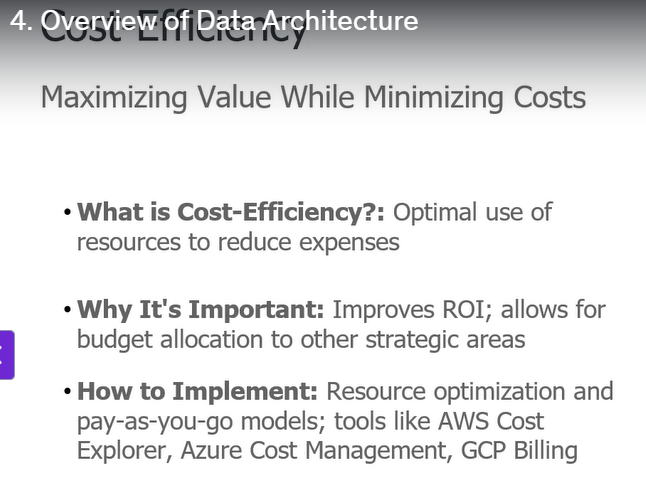 4. Overview of Data Architecture
Cost-Efficiency
Maximizing Value While Minimizing Costs
• What is Cost-Efficiency?: Optimal use of
resources to reduce expenses
• Why It's Important: Improves ROI; allows for
budget allocation to other strategic areas
• How to Implement: Resource optimization and
pay-as-you-go models; tools like AWS Cost
Explorer, Azure Cost Management, GCP Billing